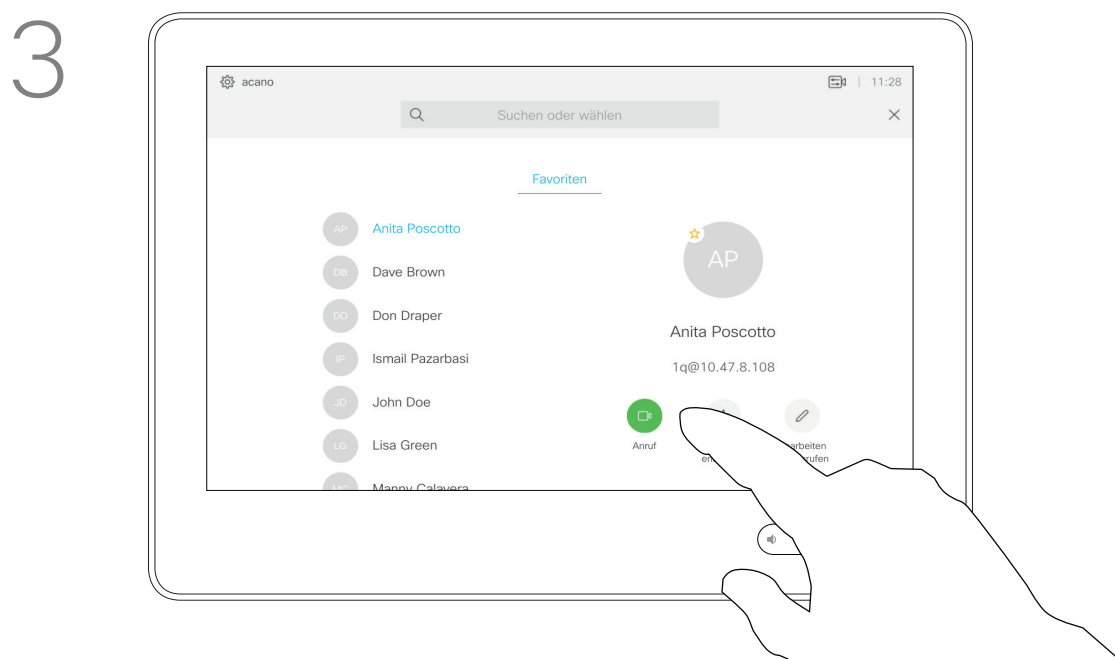 3
acano
11:28
Suchen oder wählen
Favoriten
AP
Anita Poscotto
DB
Dave Brown
DD
Don Draper
IP
Ismail Pazarbasi
JD
John Doe
LG
Lisa Green
Manny Calavera
AP
Anita Poscotto
1q@10.47.8.108
Anruf